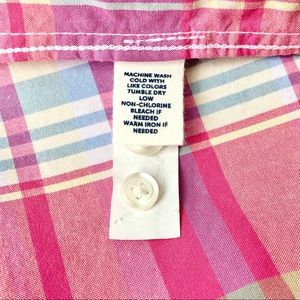 MACHINE WASH
COLD WITH
LIKE COLORS
TUMBLE DRY
LOW
NON-CHLORINE
BLEACH IF
NEEDED
WARM IRON IF
NEEDED